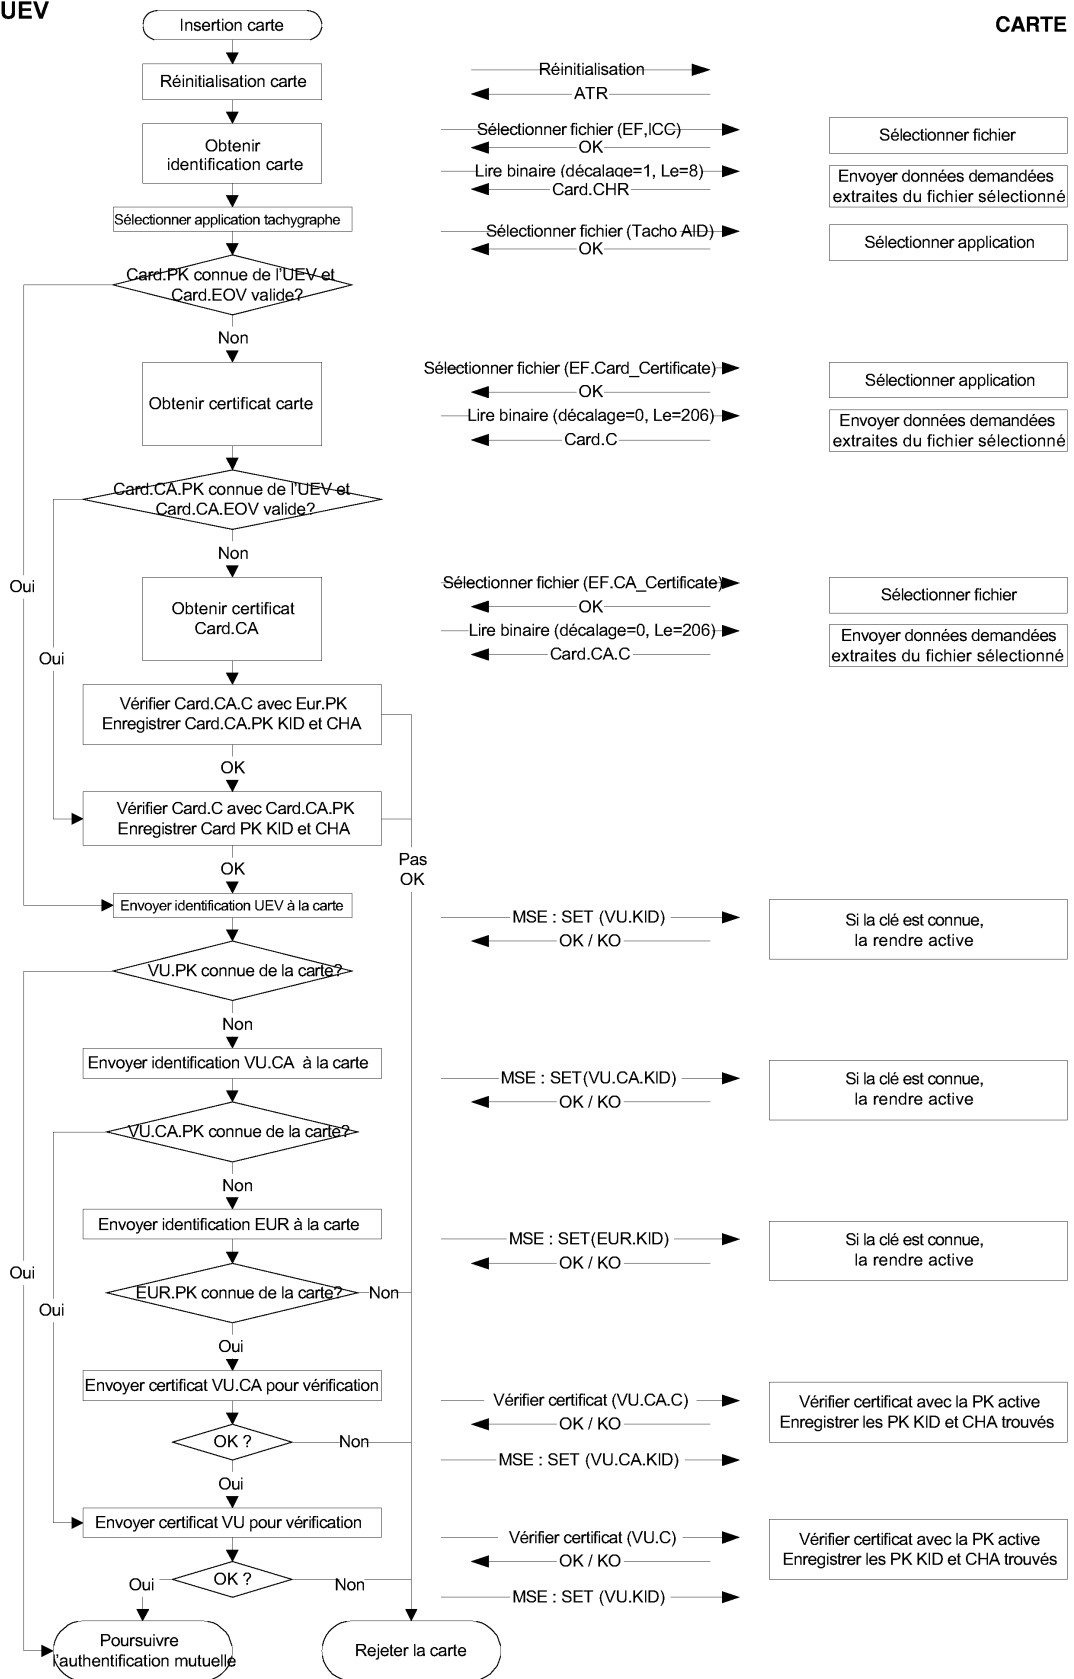 UEV
CARTE
Insertion carte
Réinitialisation carte
Réinitialisation
ATR
Obtenir
identification carte
Sélectionner fichier (EF,ICC)
OK
Sélectionner fichier
Lire binaire (décalage=1, Le=8)
Card.CHR
Envoyer données demandées
extraites du fichier sélectionné
Sélectionner application tachygraphe
Sélectionner fichier (Tacho AID)
OK
Sélectionner application
Card.PK connue de l'UEV et
Card.EOV valide?
Non
Obtenir certificat carte
Sélectionner fichier (EF.Card_Certificate)
OK
Sélectionner application
Lire binaire (décalage=0, Le=206)
Card.C
Envoyer données demandées
extraites du fichier sélectionné
Card.CA.PK connue de l'UEV et
Card.CA.EOV valide?
Non
Oui
Obtenir certificat
Card.CA
Sélectionner fichier (EF.CA_Certificate)
OK
Sélectionner fichier
Lire binaire (décalage=0, Le=206)
Card.CA.C
Envoyer données demandées
extraites du fichier sélectionné
Oui
Vérifier Card.CA.C avec Eur.PK
Enregistrer Card.CA.PK KID et CHA
OK
Vérifier Card.C avec Card.CA.PK
Enregistrer Card PK KID et CHA
Pas
OK
OK
Envoyer identification UEV à la carte
MSE : SET (VU.KID)
OK / KO
Si la clé est connue,
la rendre active
VU.PK connue de la carte?
Non
Envoyer identification VU.CA à la carte
MSE : SET(VU.CA.KID)
OK / KO
Si la clé est connue,
la rendre active
VU.CA.PK connue de la carte?
Non
Envoyer identification EUR à la carte
MSE : SET(EUR.KID)
OK / KO
Si la clé est connue,
la rendre active
Oui
EUR.PK connue de la carte?
Non
Oui
Oui
Envoyer certificat VU.CA pour vérification
Vérifier certificat (VU.CA.C)
OK / KO
Vérifier certificat avec la PK active
Enregistrer les PK KID et CHA trouvés
OK ?
Non
MSE : SET (VU.CA.KID)
Oui
Envoyer certificat VU pour vérification
Vérifier certificat (VU.C)
OK / KO
Vérifier certificat avec la PK active
Enregistrer les PK KID et CHA trouvés
OK ?
Oui
Non
MSE : SET (VU.KID)
Poursuivre
l'authentification mutuelle
Rejeter la carte